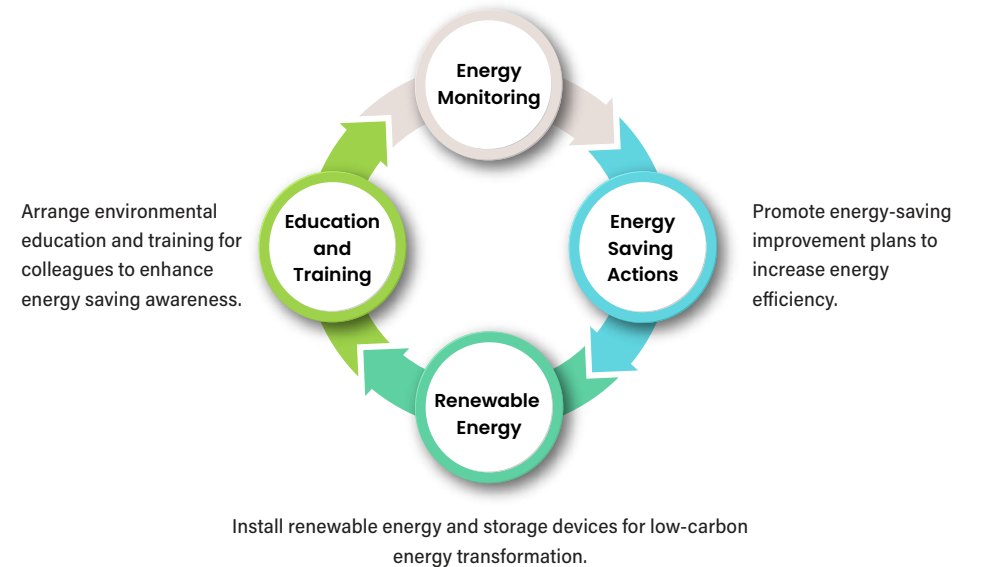 Energy
Monitoring
Arrange environmental
education and training for
colleagues to enhance
energy saving awareness.
Education
and
Training
Energy
Saving
Actions
Promote energy-saving
improvement plans to
increase energy
efficiency.
Renewable
Energy
Install renewable energy and storage devices for low-carbon
energy transformation.